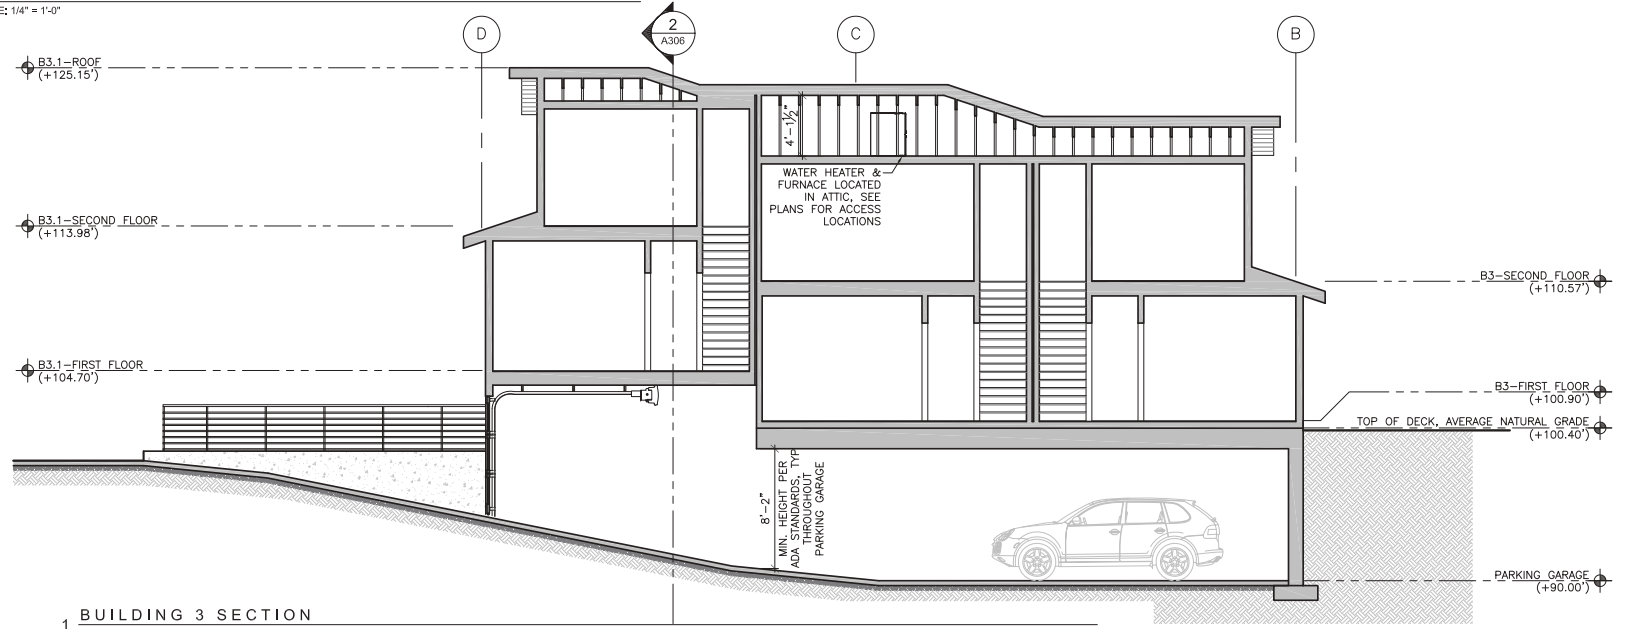 E: 1/4" = 1'-0"
D
2
A306
C
B
B3.1-ROOF
(+125.15')
4'-1½"
WATER HEATER &
FURNACE LOCATED
IN ATTIC, SEE
PLANS FOR ACCESS
LOCATIONS
B3.1-SECOND FLOOR
(+113.98')
B3-SECOND FLOOR
(+110.57')
B3.1-FIRST FLOOR
(+104.70')
B3-FIRST FLOOR
(+100.90')
TOP OF DECK, AVERAGE NATURAL GRADE
(+100.40')
8'-2"
MIN. HEIGHT PER
ADA STANDARDS, TYP
THROUGHOUT
PARKING GARAGE
PARKING GARAGE
(+90.00')
1 BUILDING 3 SECTION